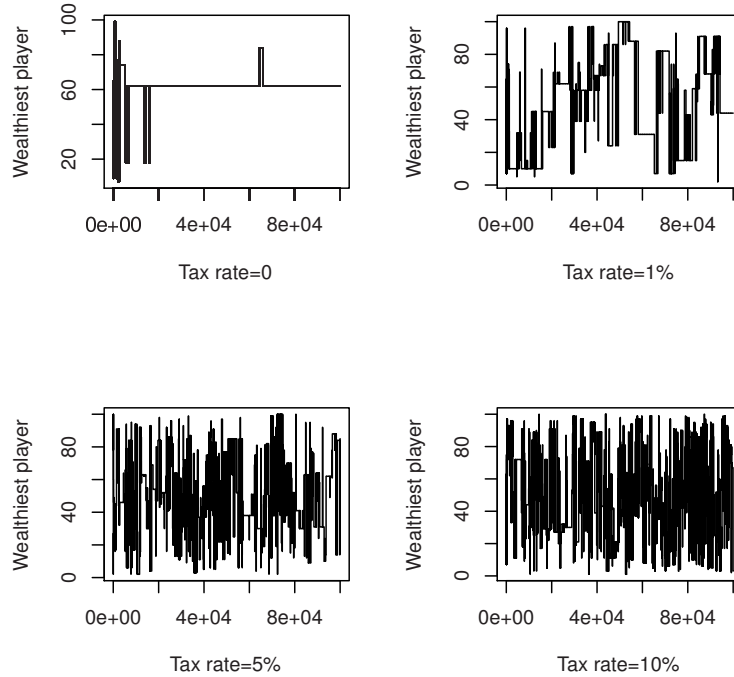 Wealthiest player
100
60
20
0e+00 4e+04 8e+04
Tax rate=0
Wealthiest player
80
40
0
0e+00 4e+04 8e+04
Tax rate=1%
Wealthiest player
80
40
0
0e+00 4e+04 8e+04
Tax rate=5%
Wealthiest player
80
40
0
0e+00 4e+04 8e+04
Tax rate=10%